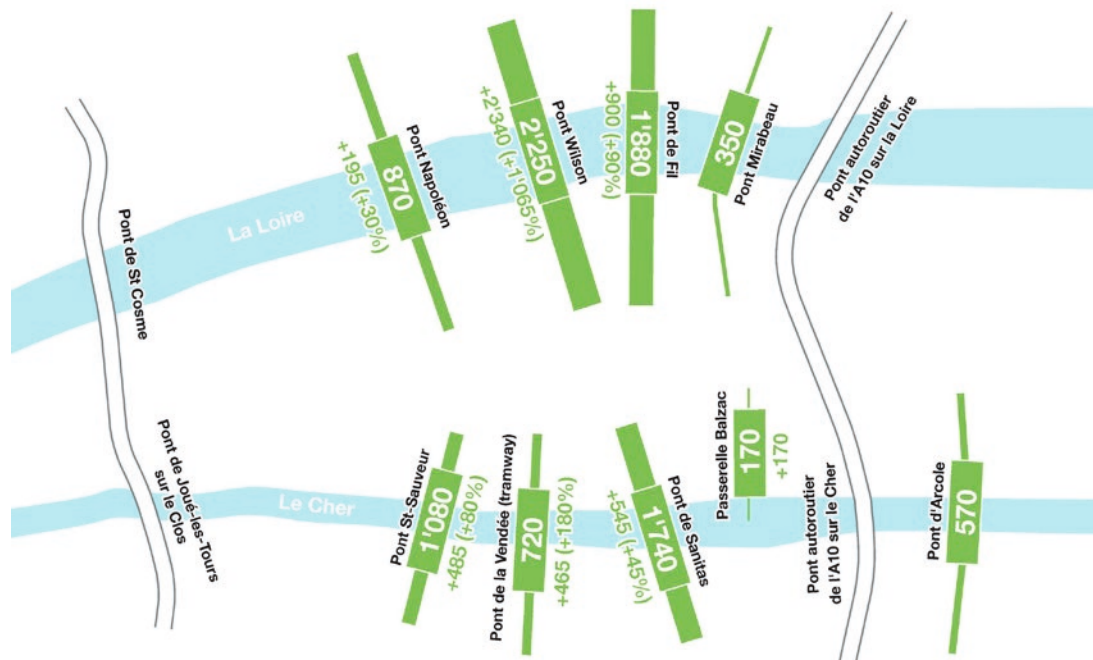 Pont de St Cosme
La Loire
Pont Napoléon
870
+195 (+30%)
Pont Wilson
2'250
+2'340 (+1'065%)
Pont de Fil
1'880
+900 (+90%)
350
Pont Mirabeau
Pont autoroutier
de l'A10 sur la Loire
Pont de Joué-les-Tours
sur le Clos
Le Cher
Pont St-Sauveur
1'080
+485 (+80%)
Pont de la Vendée (tramway)
720
+465 (+180%)
Pont de Sanitas
1'740
+545 (+45%)
Passerelle Balzac
170
+170
Pont autoroutier
de l'A10 sur le Cher
Pont d'Arcole
570